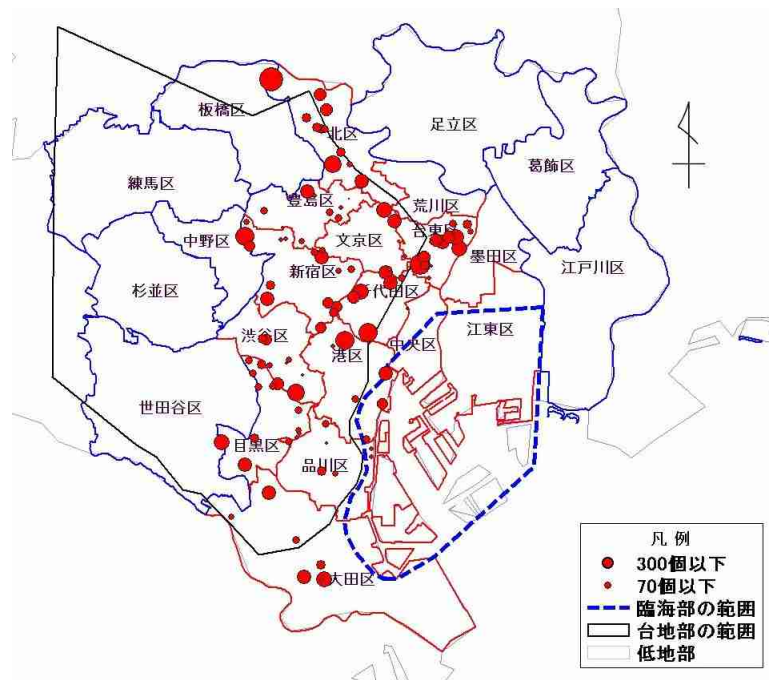 板橋区
北区
足立区
葛飾区
練馬区
豊島区
荒川区
文京区
台東区
中野区
墨田区
新宿区
江戸川区
千代田区
杉並区
渋谷区
港区
中央区
江東区
世田谷区
目黒区
品川区
大田区
凡例
300個以下
70個以下
臨海部の範囲
台地部の範囲
低地部